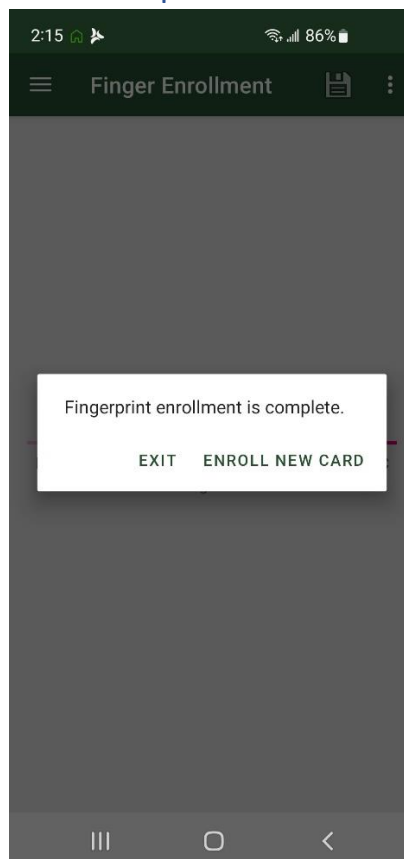 2:15 86%
Finger Enrollment
Fingerprint enrollment is complete.
EXIT ENROLL NEW CARD